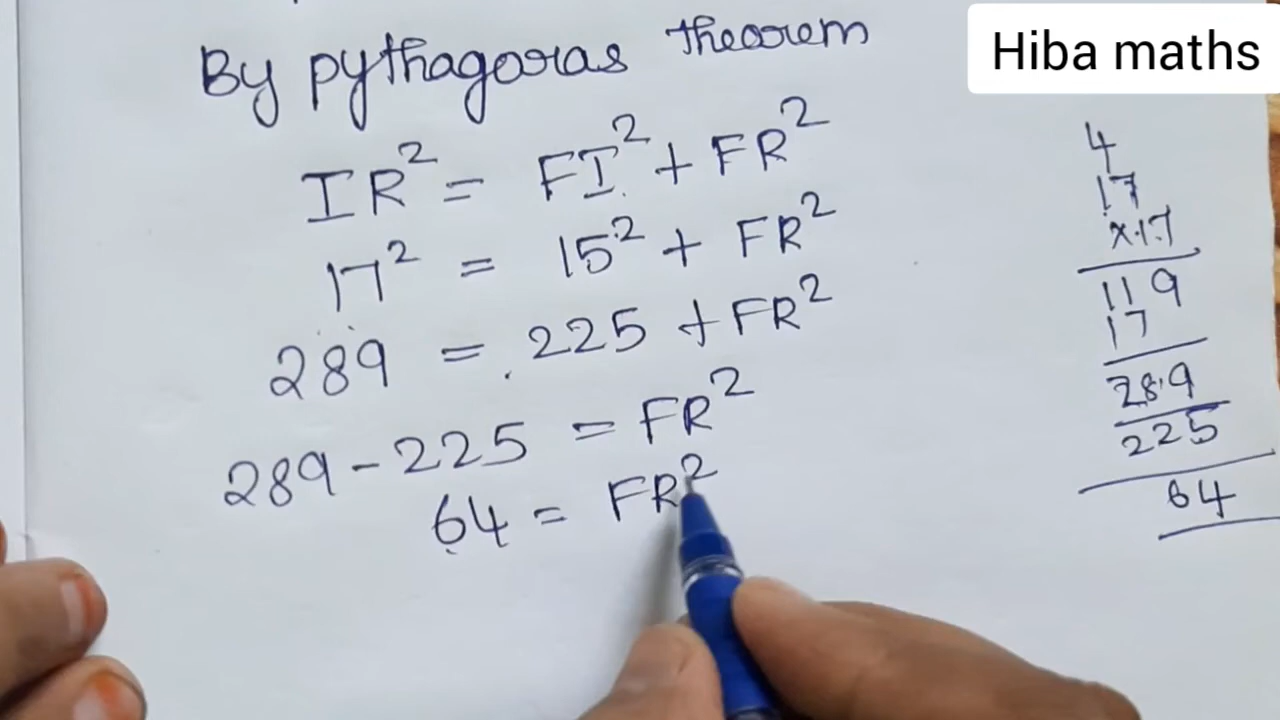 By pythagoras theorem
Hiba maths
IR² = FI² + FR²
17² = 15² + FR²
289 = 225 + FR²
289 - 225 = FR²
64 = FR²
4
17
×17
119
17
289
225
64